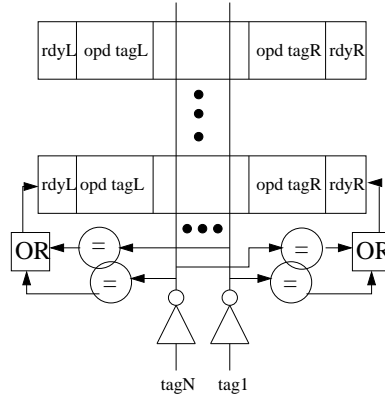 rdyL opd tagL opd tagR rdyR
rdyL opd tagL opd tagR rdyR
OR = = OR
= =
tagN tag1